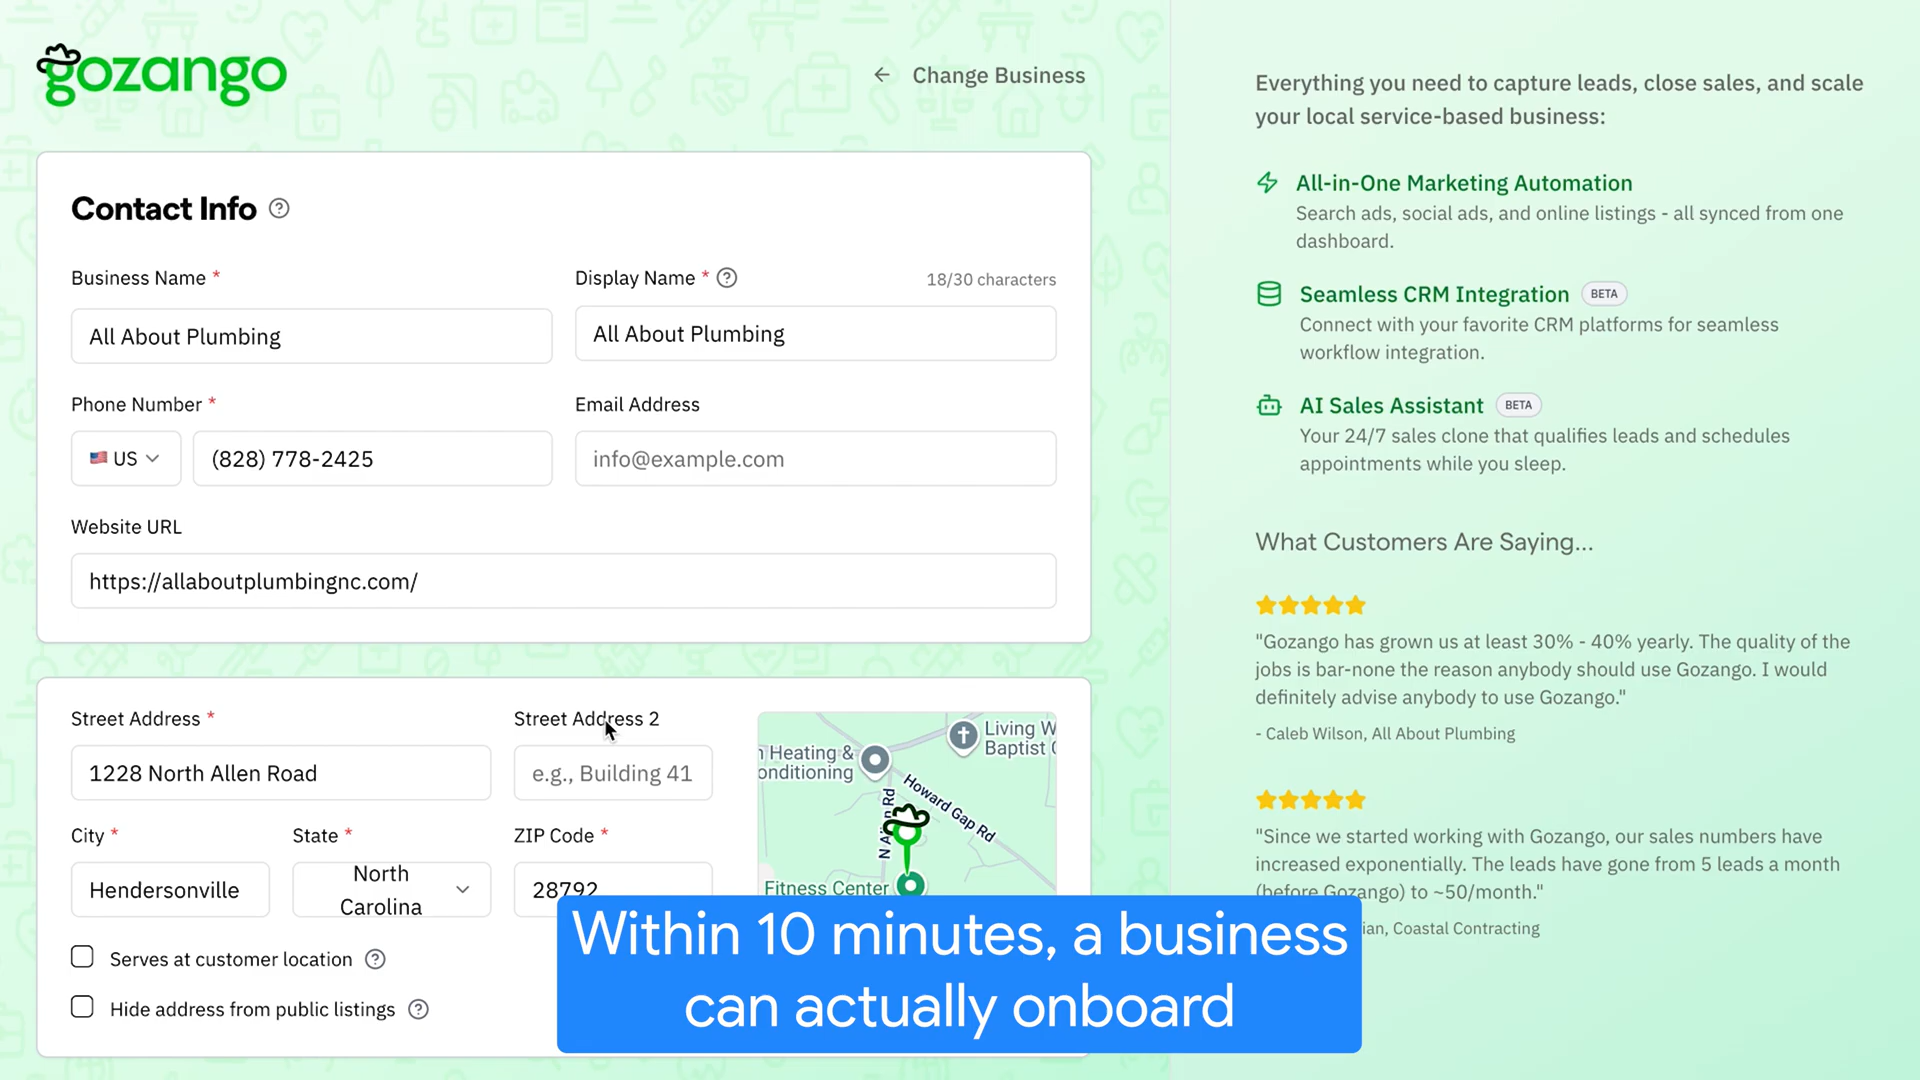 gozango
Change Business
Contact Info
Business Name *
Display Name *
18/30 characters
All About Plumbing
All About Plumbing
Phone Number *
Email Address
US
(828) 778-2425
info@example.com
Website URL
https://allaboutplumbingnc.com/
Street Address *
Street Address 2
1228 North Allen Road
e.g., Building 41
City *
State *
ZIP Code *
Hendersonville
North
Carolina
28792
Serves at customer location
Hide address from public listings
Living W
Baptist
Heating &
Howard Gap Rd
Fitness Center
Everything you need to capture leads, close sales, and scale
your local service-based business:
All-in-One Marketing Automation
Search ads, social ads, and online listings - all synced from one
dashboard.
Seamless CRM Integration BETA
Connect with your favorite CRM platforms for seamless
workflow integration.
AI Sales Assistant BETA
Your 24/7 sales clone that qualifies leads and schedules
appointments while you sleep.
What Customers Are Saying...
"Gozango has grown us at least 30% - 40% yearly. The quality of the
jobs is bar-none the reason anybody should use Gozango. I would
definitely advise anybody to use Gozango."
- Caleb Wilson, All About Plumbing
"Since we started working with Gozango, our sales numbers have
increased exponentially. The leads have gone from 5 leads a month
(before Gozango) to ~50/month."
ian, Coastal Contracting
Within 10 minutes, a business
can actually onboard